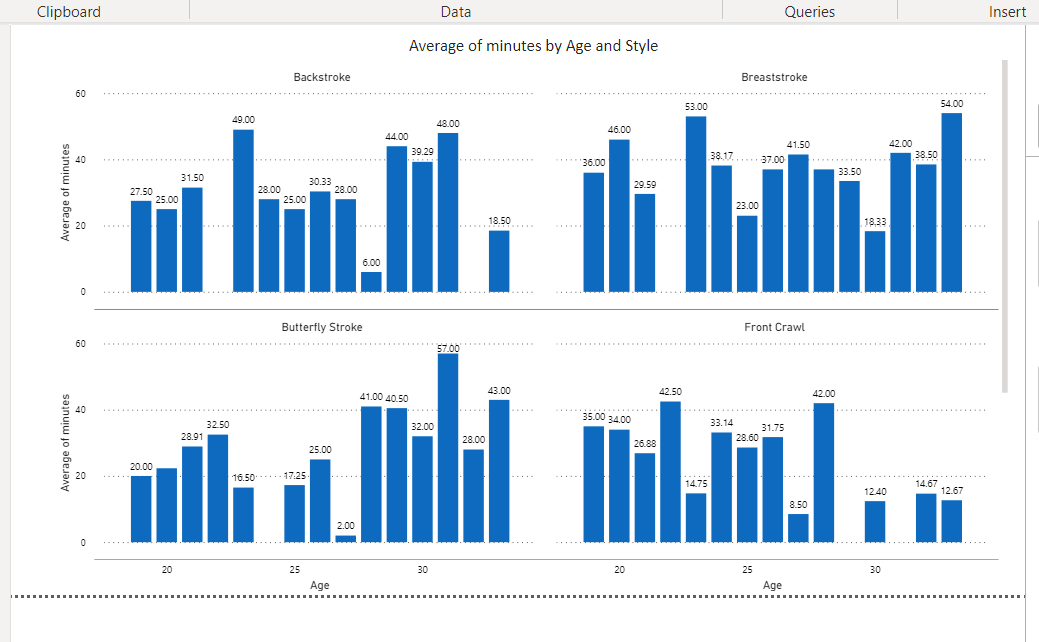 Clipboard Data Queries Insert
Average of minutes by Age and Style
Backstroke Breaststroke
60
40
20
0
Average of minutes
27.50 25.00 31.50 49.00 28.00 25.00 30.33 28.00 6.00 44.00 39.29 48.00 18.50
36.00 46.00 29.59 53.00 38.17 23.00 37.00 41.50 33.50 18.33 42.00 38.50 54.00
Butterfly Stroke Front Crawl
60
40
20
0
Average of minutes
20.00 28.91 32.50 16.50 17.25 25.00 2.00 41.00 40.50 32.00 57.00 28.00 43.00
35.00 34.00 26.88 42.50 14.75 33.14 28.60 31.75 8.50 42.00 12.40 14.67 12.67
20 25 30 20 25 30
Age Age